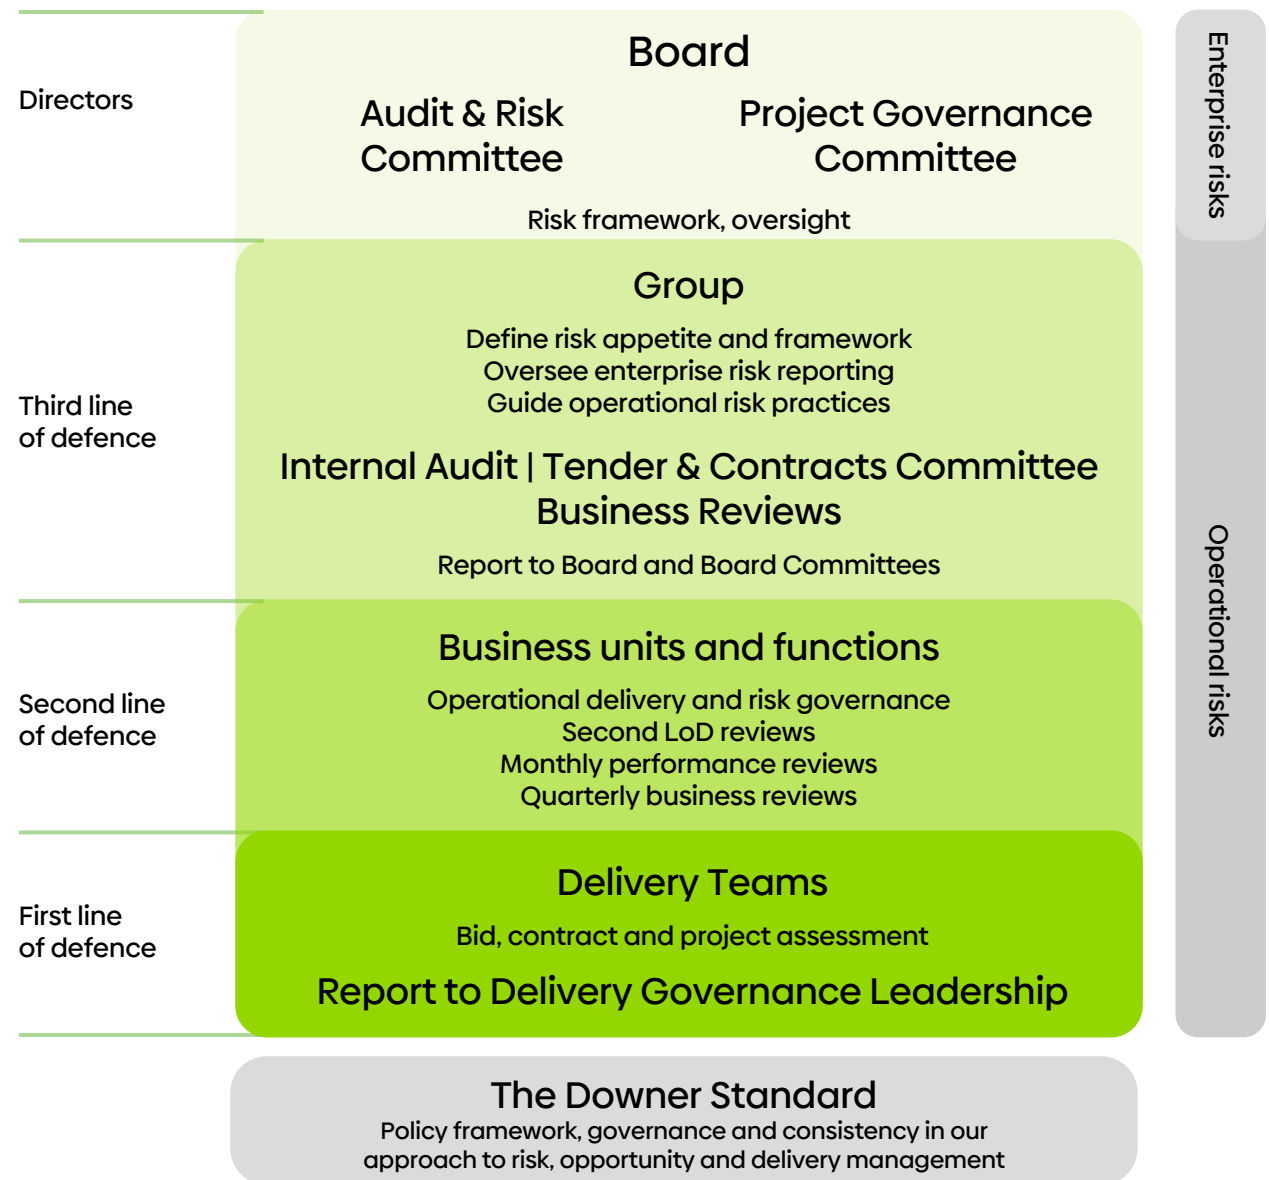 Directors
Board
Audit & Risk
Committee
Project Governance
Committee
Risk framework, oversight
Enterprise risks
Third line
of defence
Group
Define risk appetite and framework
Oversee enterprise risk reporting
Guide operational risk practices
Internal Audit | Tender & Contracts Committee
Business Reviews
Report to Board and Board Committees
Operational risks
Second line
of defence
Business units and functions
Operational delivery and risk governance
Second LoD reviews
Monthly performance reviews
Quarterly business reviews
First line
of defence
Delivery Teams
Bid, contract and project assessment
Report to Delivery Governance Leadership
The Downer Standard
Policy framework, governance and consistency in our
approach to risk, opportunity and delivery management